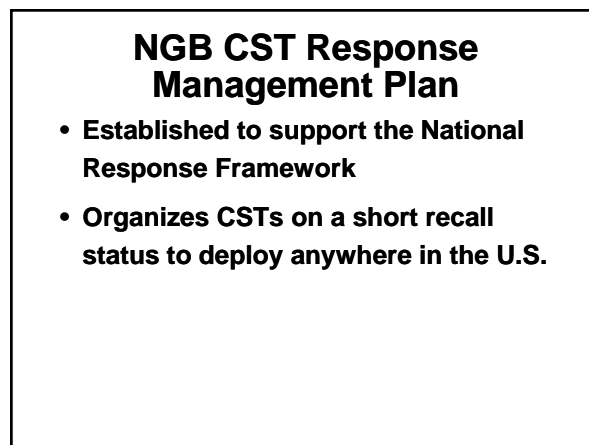 NGB CST Response
Management Plan
• Established to support the National
Response Framework
• Organizes CSTs on a short recall
status to deploy anywhere in the U.S.